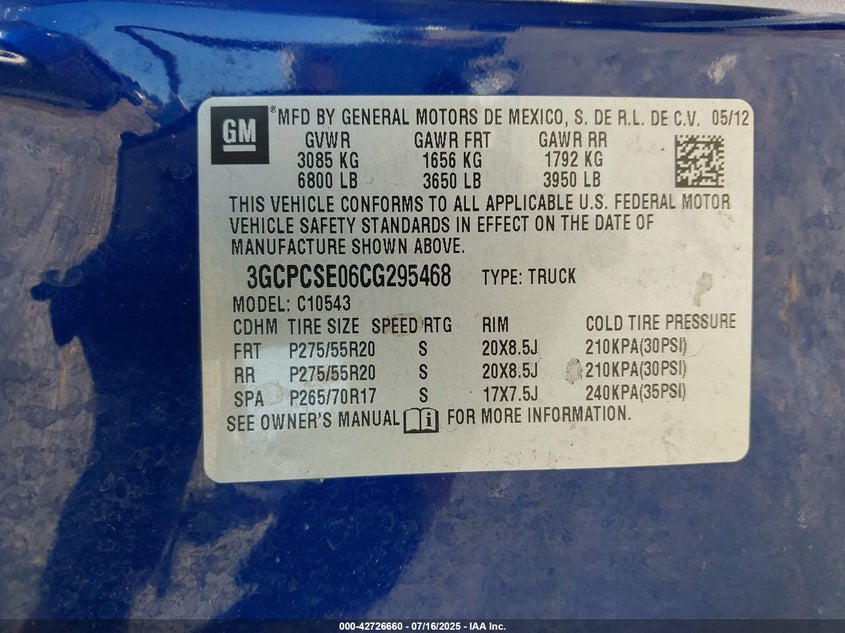 GM ® MFD BY GENERAL MOTORS DE MEXICO, S. DE R.L. DE C.V. 05/12
GVWR GAWR FRT GAWR RR
3085 KG 1656 KG 1792 KG
6800 LB 3650 LB 3950 LB
THIS VEHICLE CONFORMS TO ALL APPLICABLE U.S. FEDERAL MOTOR
VEHICLE SAFETY STANDARDS IN EFFECT ON THE DATE OF
MANUFACTURE SHOWN ABOVE.
3GCPCSE06CG295468 TYPE: TRUCK
MODEL: C10543
CDHM TIRE SIZE SPEED RTG RIM COLD TIRE PRESSURE
FRT P275/55R20 S 20X8.5J 210KPA(30PSI)
RR P275/55R20 S 20X8.5J 210KPA(30PSI)
SPA P265/70R17 S 17X7.5J 240KPA(35PSI)
SEE OWNER'S MANUAL i FOR MORE INFORMATION.
000-42726660 - 07/16/2025 - IAA Inc.